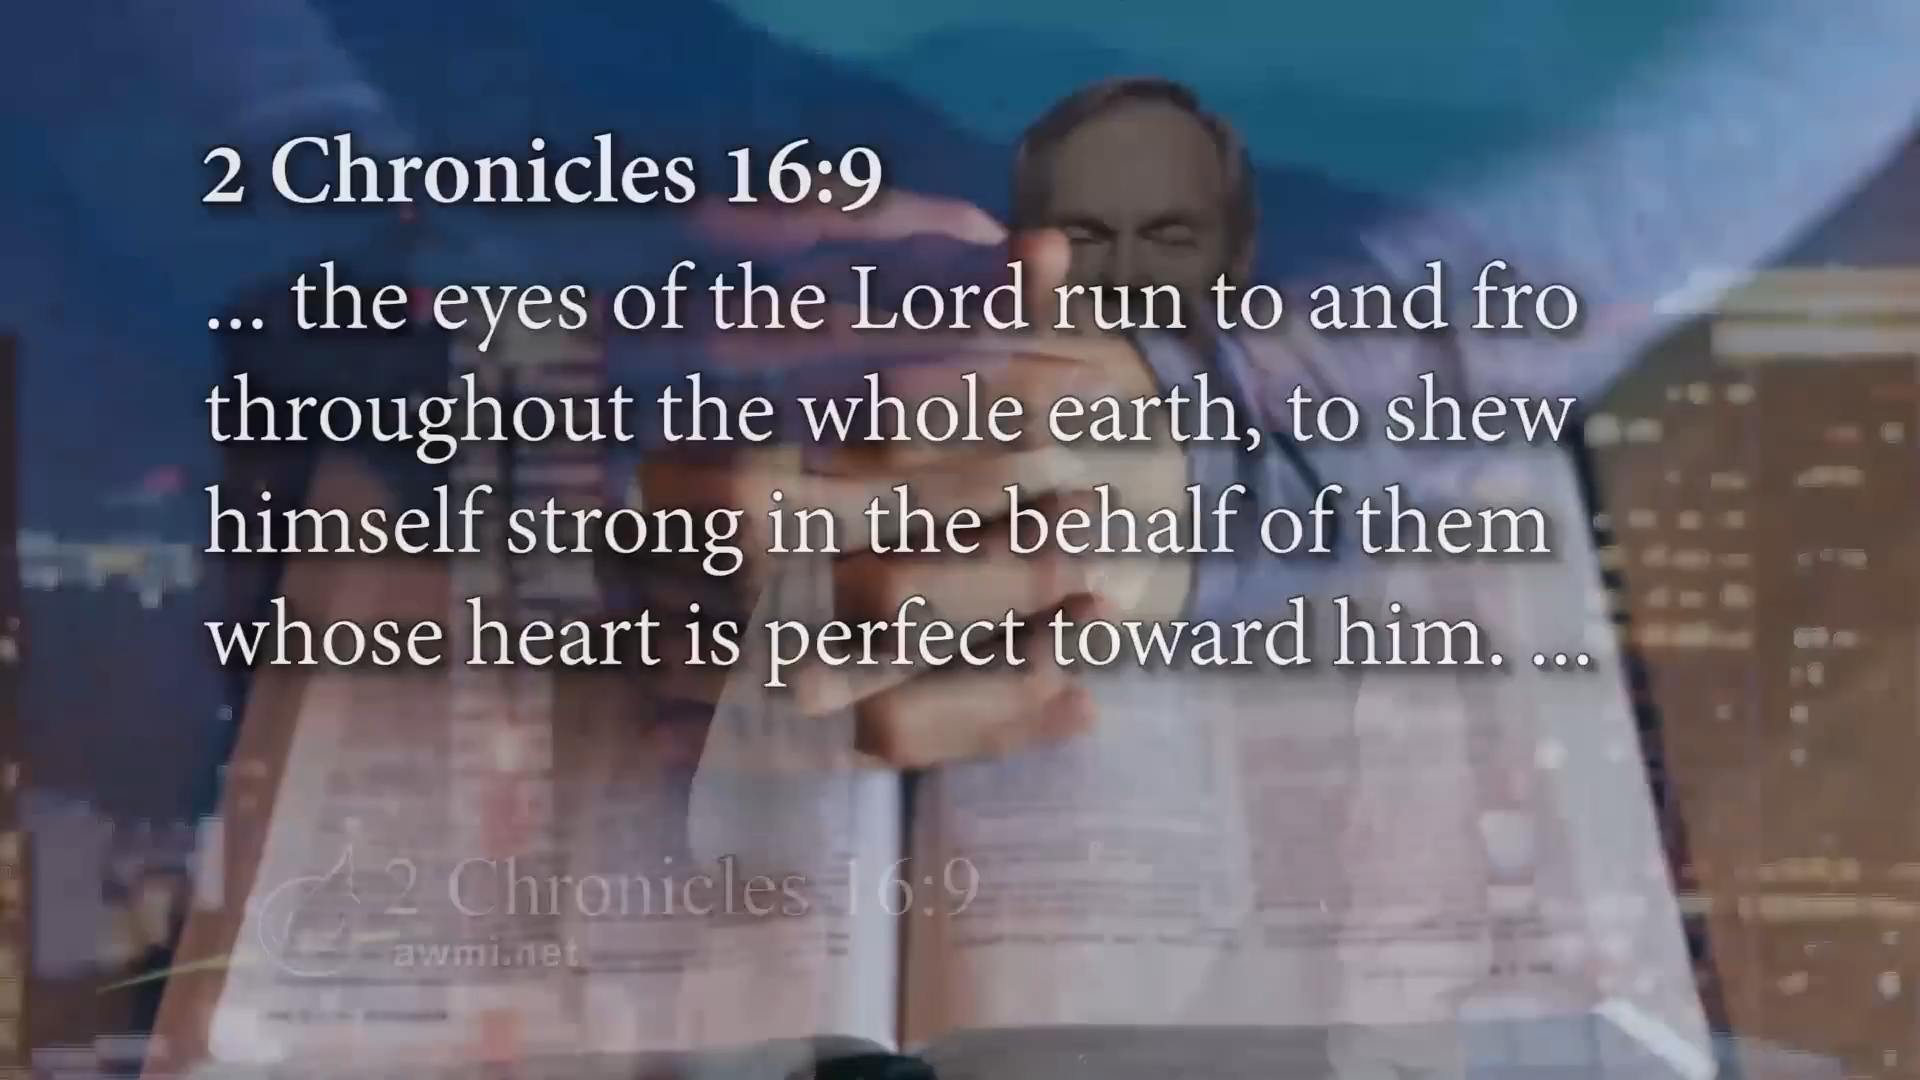 2 Chronicles 16:9
... the eyes of the Lord run to and fro
throughout the whole earth, to shew
himself strong in the behalf of them
whose heart is perfect toward him. ...
2 Chronicles 16:9
awmi.net